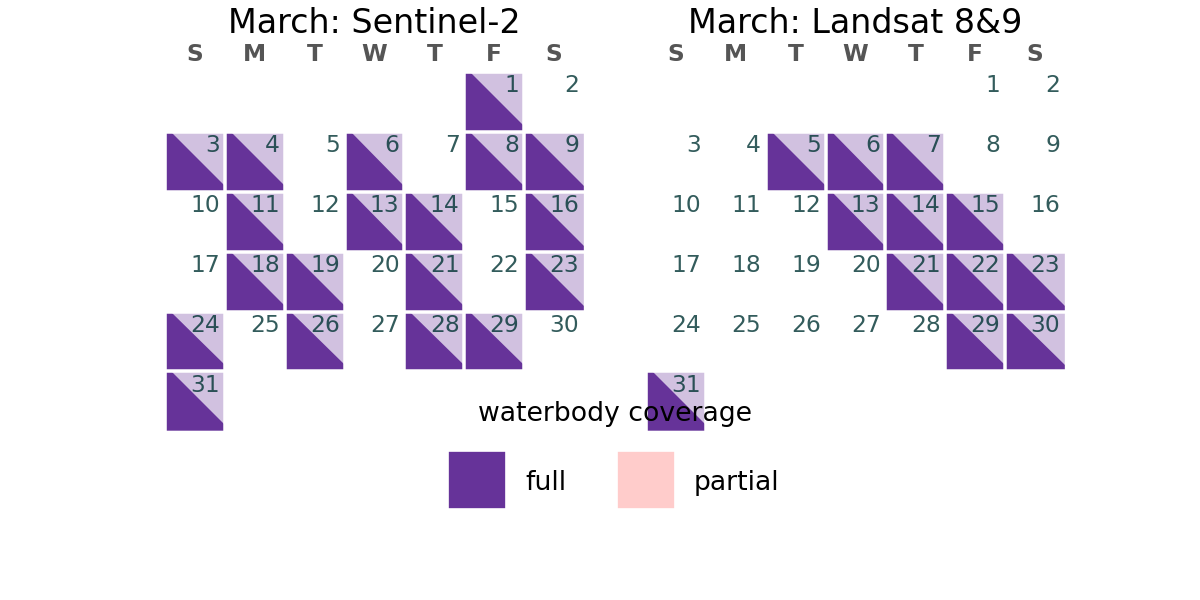 March: Sentinel-2
S M T W T F S
1 2
3 4 5 6 7 8 9
10 11 12 13 14 15 16
17 18 19 20 21 22 23
24 25 26 27 28 29 30
31
March: Landsat 8&9
S M T W T F S
1 2
3 4 5 6 7 8 9
10 11 12 13 14 15 16
17 18 19 20 21 22 23
24 25 26 27 28 29 30
31
waterbody coverage
full
partial